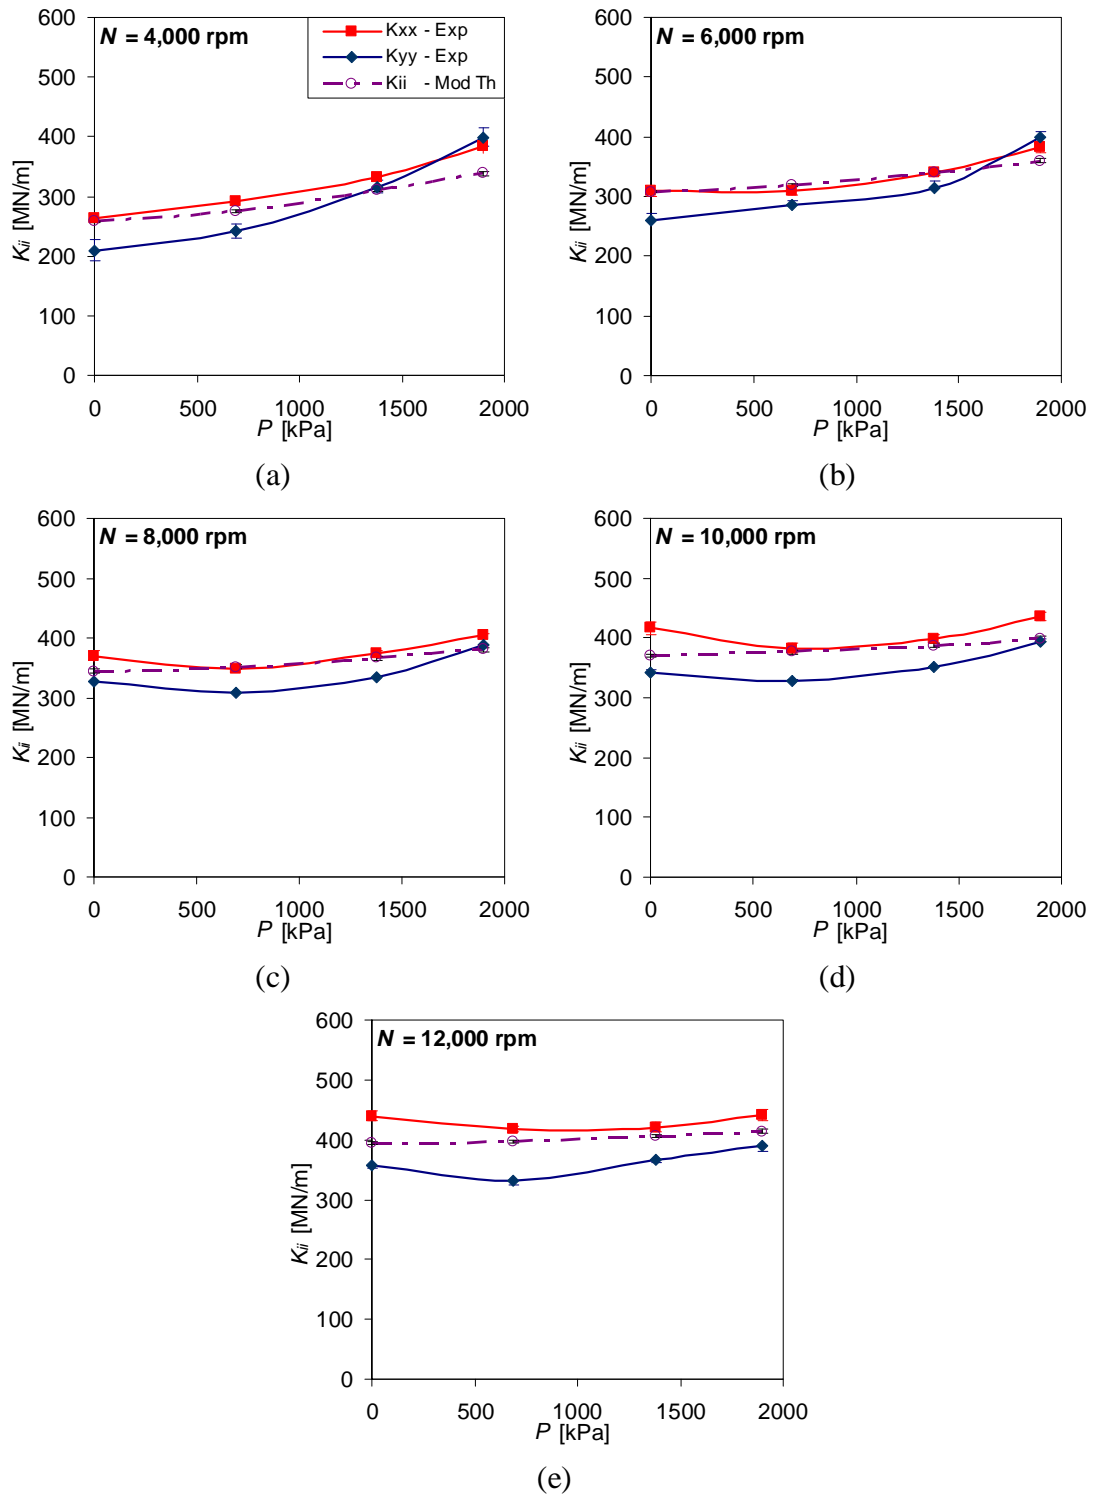 N = 4,000 rpm
Kxx - Exp
Kyy - Exp
Kii - Mod Th
600
500
400
300
200
100
0
Kii [MN/m]
0 500 1000 1500 2000
P [kPa]
(a)
N = 6,000 rpm
600
500
400
300
200
100
0
Kii [MN/m]
0 500 1000 1500 2000
P [kPa]
(b)
N = 8,000 rpm
600
500
400
300
200
100
0
Kii [MN/m]
0 500 1000 1500 2000
P [kPa]
(c)
N = 10,000 rpm
600
500
400
300
200
100
0
Kii [MN/m]
0 500 1000 1500 2000
P [kPa]
(d)
N = 12,000 rpm
600
500
400
300
200
100
0
Kii [MN/m]
0 500 1000 1500 2000
P [kPa]
(e)